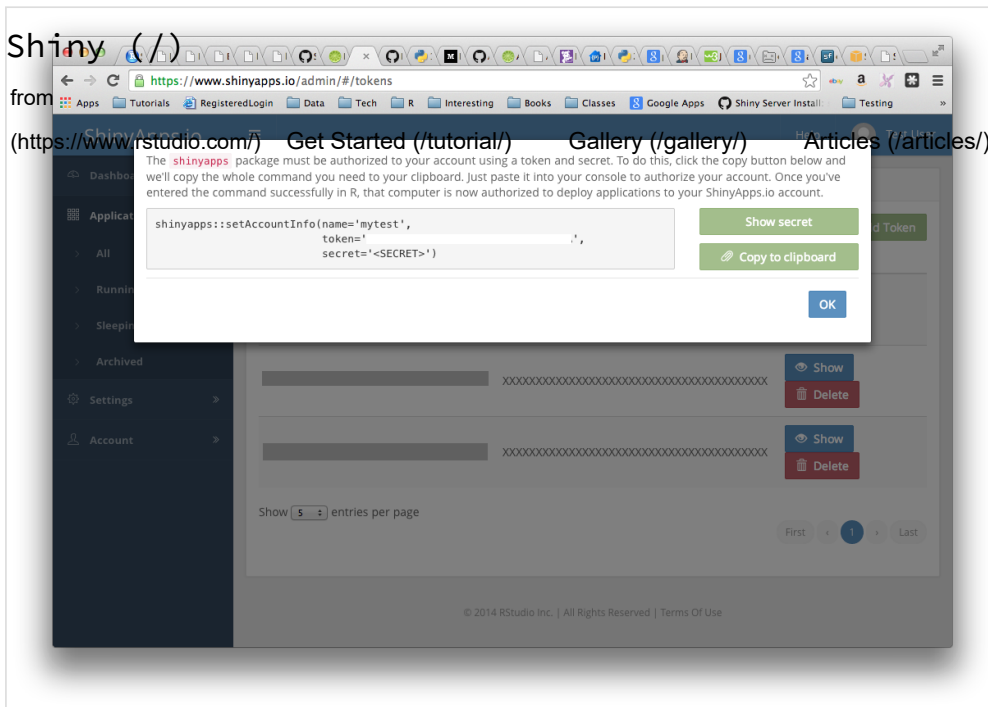 Shiny (/)
https://www.shinyapps.io/admin/#/tokens
from
Apps Tutorials RegisteredLogin Data Tech R Interesting Books Classes Google Apps Shiny Server Install: Testing »
(https://www.rstudio.com/) Get Started (/tutorial/) Gallery (/gallery/) Articles (/articles/)
ShinyApps.io
The shinyapps package must be authorized to your account using a token and secret. To do this, click the copy button below and
we'll copy the whole command you need to your clipboard. Just paste it into your console to authorize your account. Once you've
entered the command successfully in R, that computer is now authorized to deploy applications to your ShinyApps.io account.
shinyapps::setAccountInfo(name='mytest',
token=' ',
secret='<SECRET>')
Show secret
Copy to clipboard
OK
Token
All
Archived
Settings »
Account »
XXXXXXXXXXXXXXXXXXXXXXXXXXXXXXXXXXXXX
Show
Delete
XXXXXXXXXXXXXXXXXXXXXXXXXXXXXXXXXXXXX
Show
Delete
Show 5 entries per page
First ‹ 1 › Last
© 2014 RStudio Inc. | All Rights Reserved | Terms Of Use